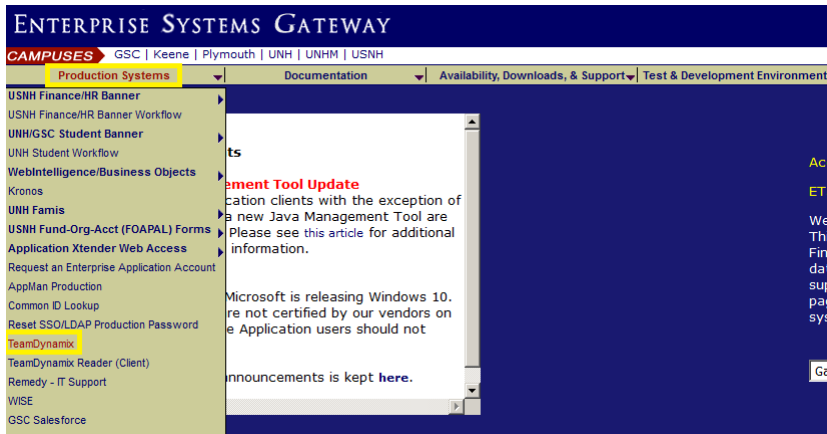 ENTERPRISE SYSTEMS GATEWAY
CAMPUSES GSC | Keene | Plymouth | UNH | UNHM | USNH
Production Systems Documentation Availability, Downloads, & Support Test & Development Environment
USNH Finance/HR Banner
USNH Finance/HR Banner Workflow
UNH/GSC Student Banner
UNH Student Workflow
WebIntelligence/Business Objects
Kronos
UNH Famis
USNH Fund-Org-Acct (FOAPAL) Forms
Application Xtender Web Access
Request an Enterprise Application Account
AppMan Production
Common ID Lookup
Reset SSO/LDAP Production Password
TeamDynamix
TeamDynamix Reader (Client)
Remedy - IT Support
WISE
GSC Salesforce
ts
ement Tool Update
cation clients with the exception of
a new Java Management Tool are
Please see this article for additional
information.
Microsoft is releasing Windows 10.
re not certified by our vendors on
e Application users should not
announcements is kept here.
Ac
ET
We
Th
Fin
da
sup
pag
sys
Ga